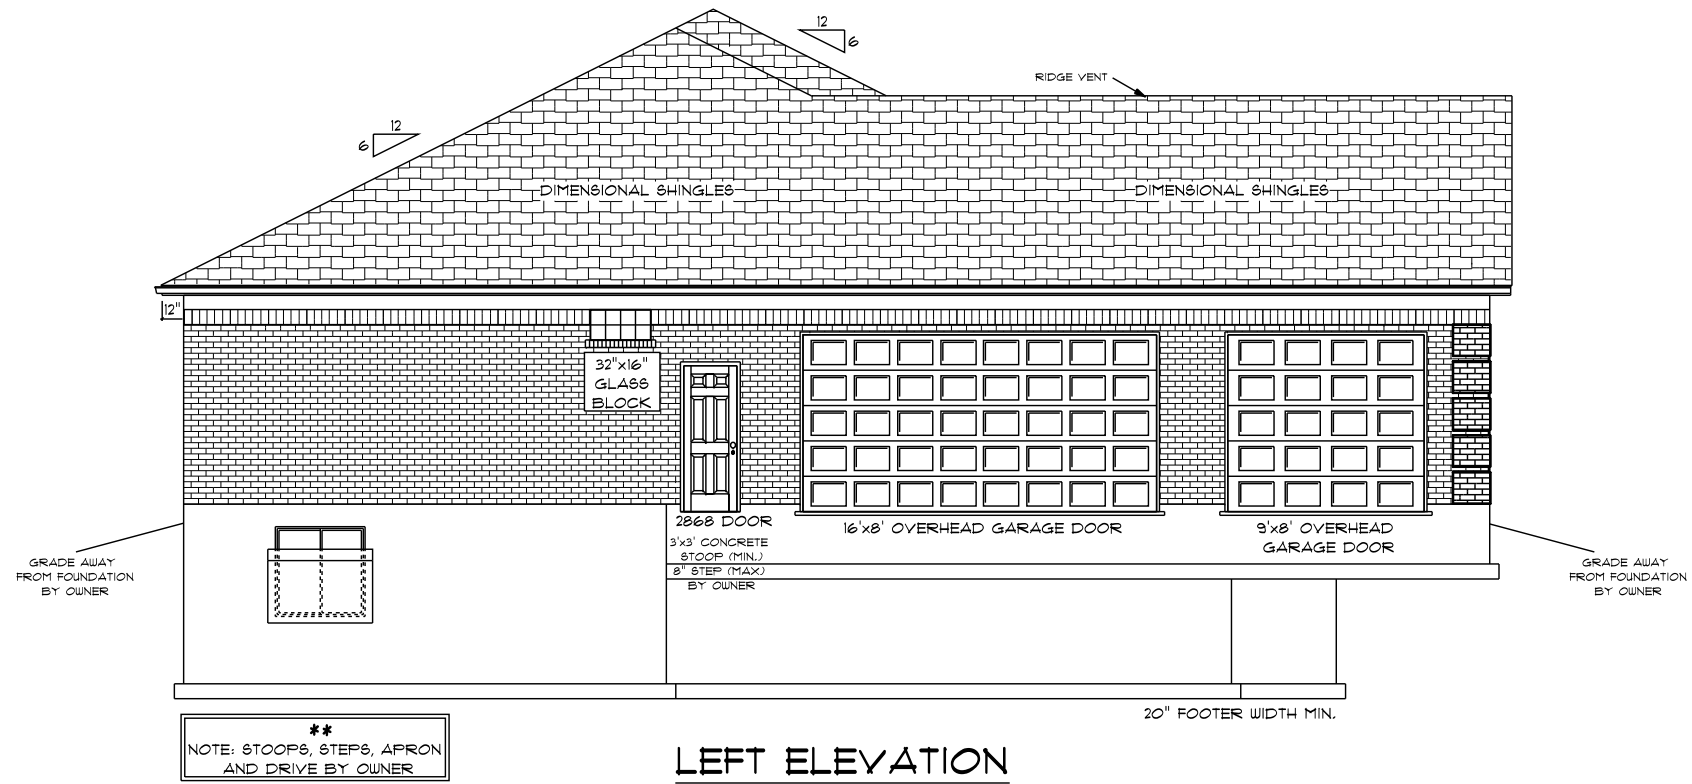 12
6
RIDGE VENT
12
6
DIMENSIONAL SHINGLES
DIMENSIONAL SHINGLES
12"
32"x16"
GLASS
BLOCK
2868 DOOR
3'x3' CONCRETE
STOOP (MIN.)
8" STEP (MAX.)
BY OWNER
16'x8' OVERHEAD GARAGE DOOR
9'x8' OVERHEAD
GARAGE DOOR
GRADE AWAY
FROM FOUNDATION
BY OWNER
GRADE AWAY
FROM FOUNDATION
BY OWNER
20" FOOTER WIDTH MIN.
**
NOTE: STOOPS, STEPS, APRON
AND DRIVE BY OWNER
LEFT ELEVATION